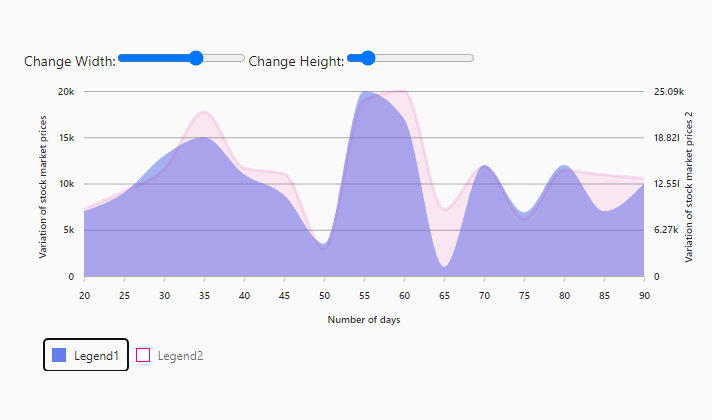 Change Width: Change Height:
20k 25.09k
15k 18.82l
10k 12.55l
5k 6.27k
0 0
Variation of stock market prices
Variation of stock market prices 2
20 25 30 35 40 45 50 55 60 65 70 75 80 85 90
Number of days
Legend1 Legend2